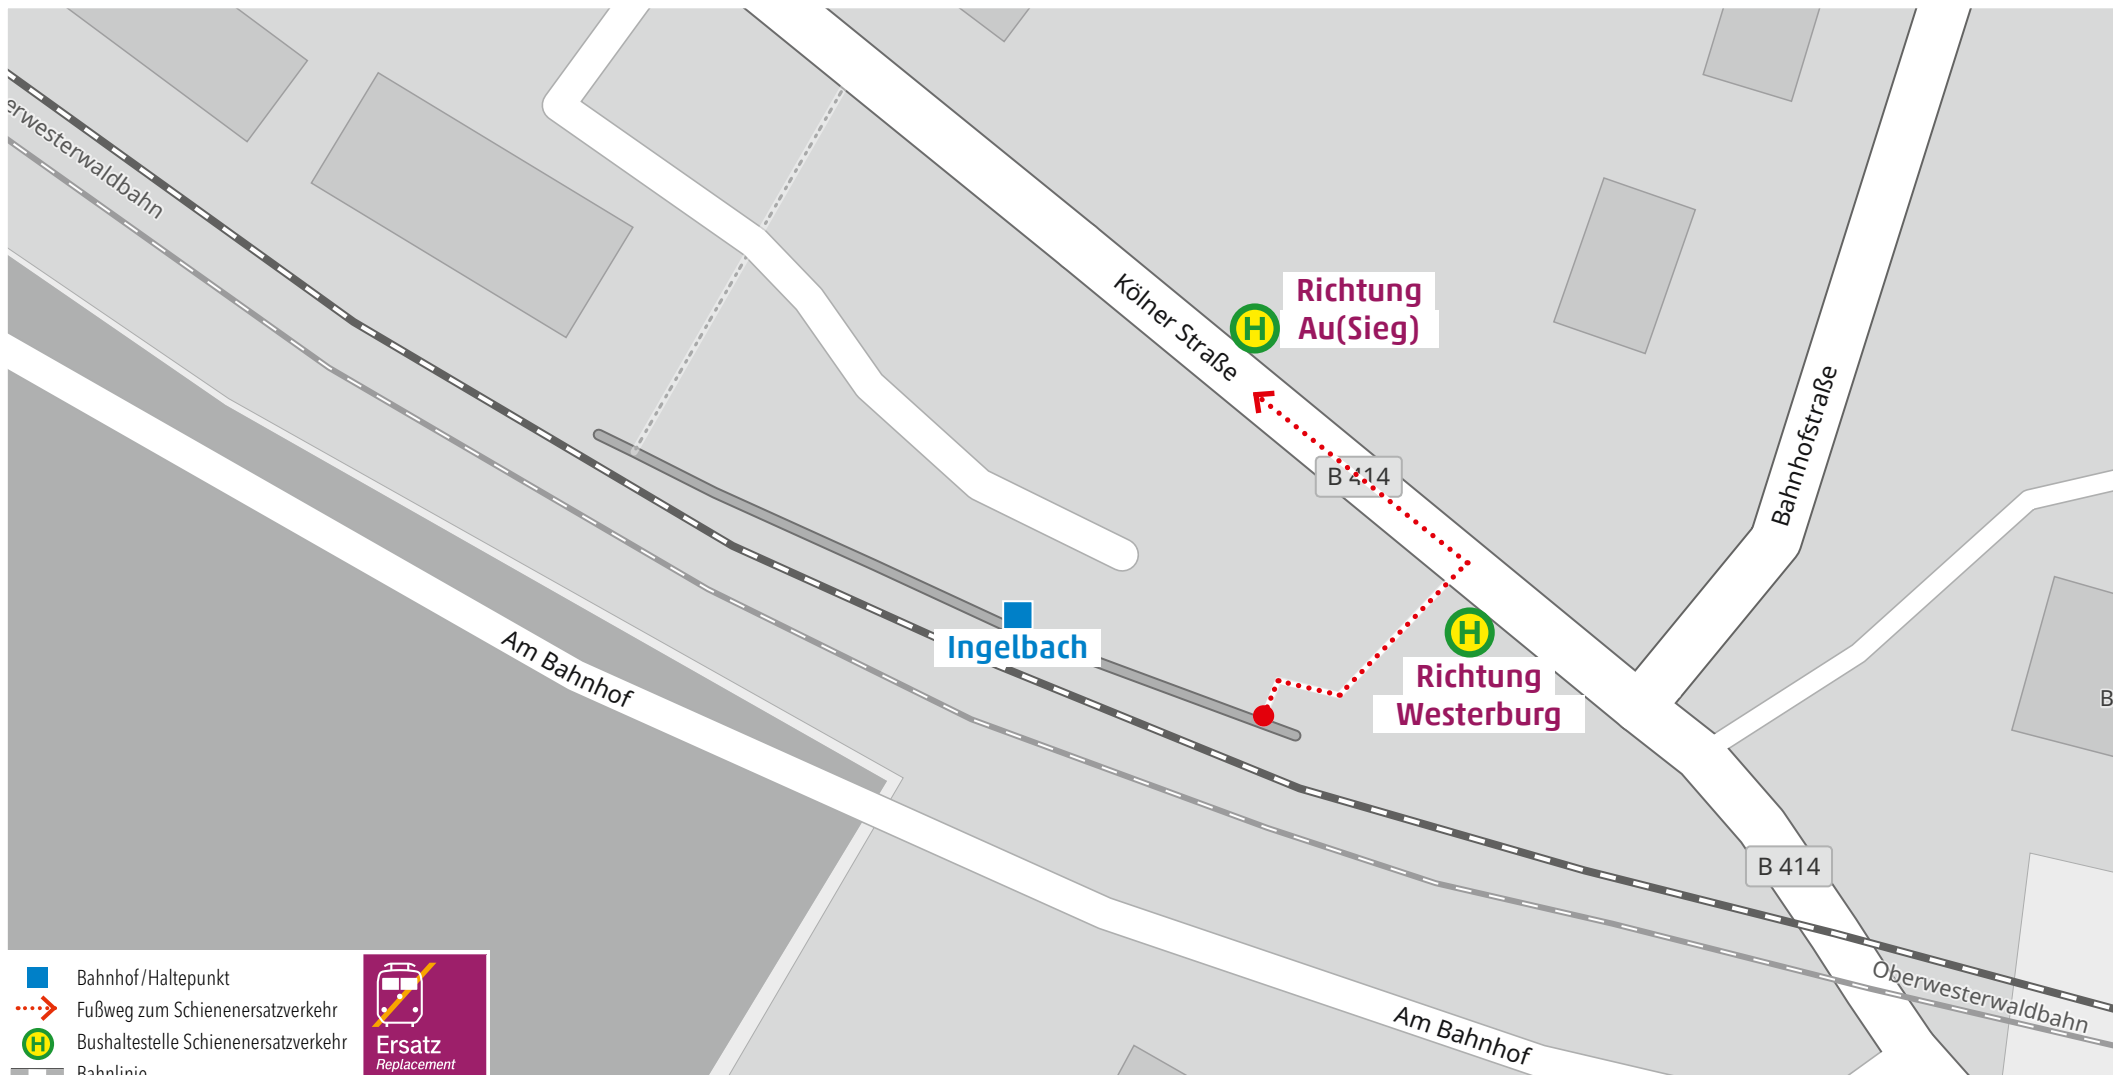 erwesterwaldbahn
Kölner Straße
Richtung
Au(Sieg)
Bahnhofstraße
B 414
Ingelbach
Richtung
Westerburg
B
Am Bahnhof
B 414
Oberwesterwaldbahn
Am Bahnhof
Bahnhof/Haltepunkt
Fußweg zum Schienenersatzverkehr
Bushaltestelle Schienenersatzverkehr
Bahnlinie
H
H
H
Ersatz
Replacement